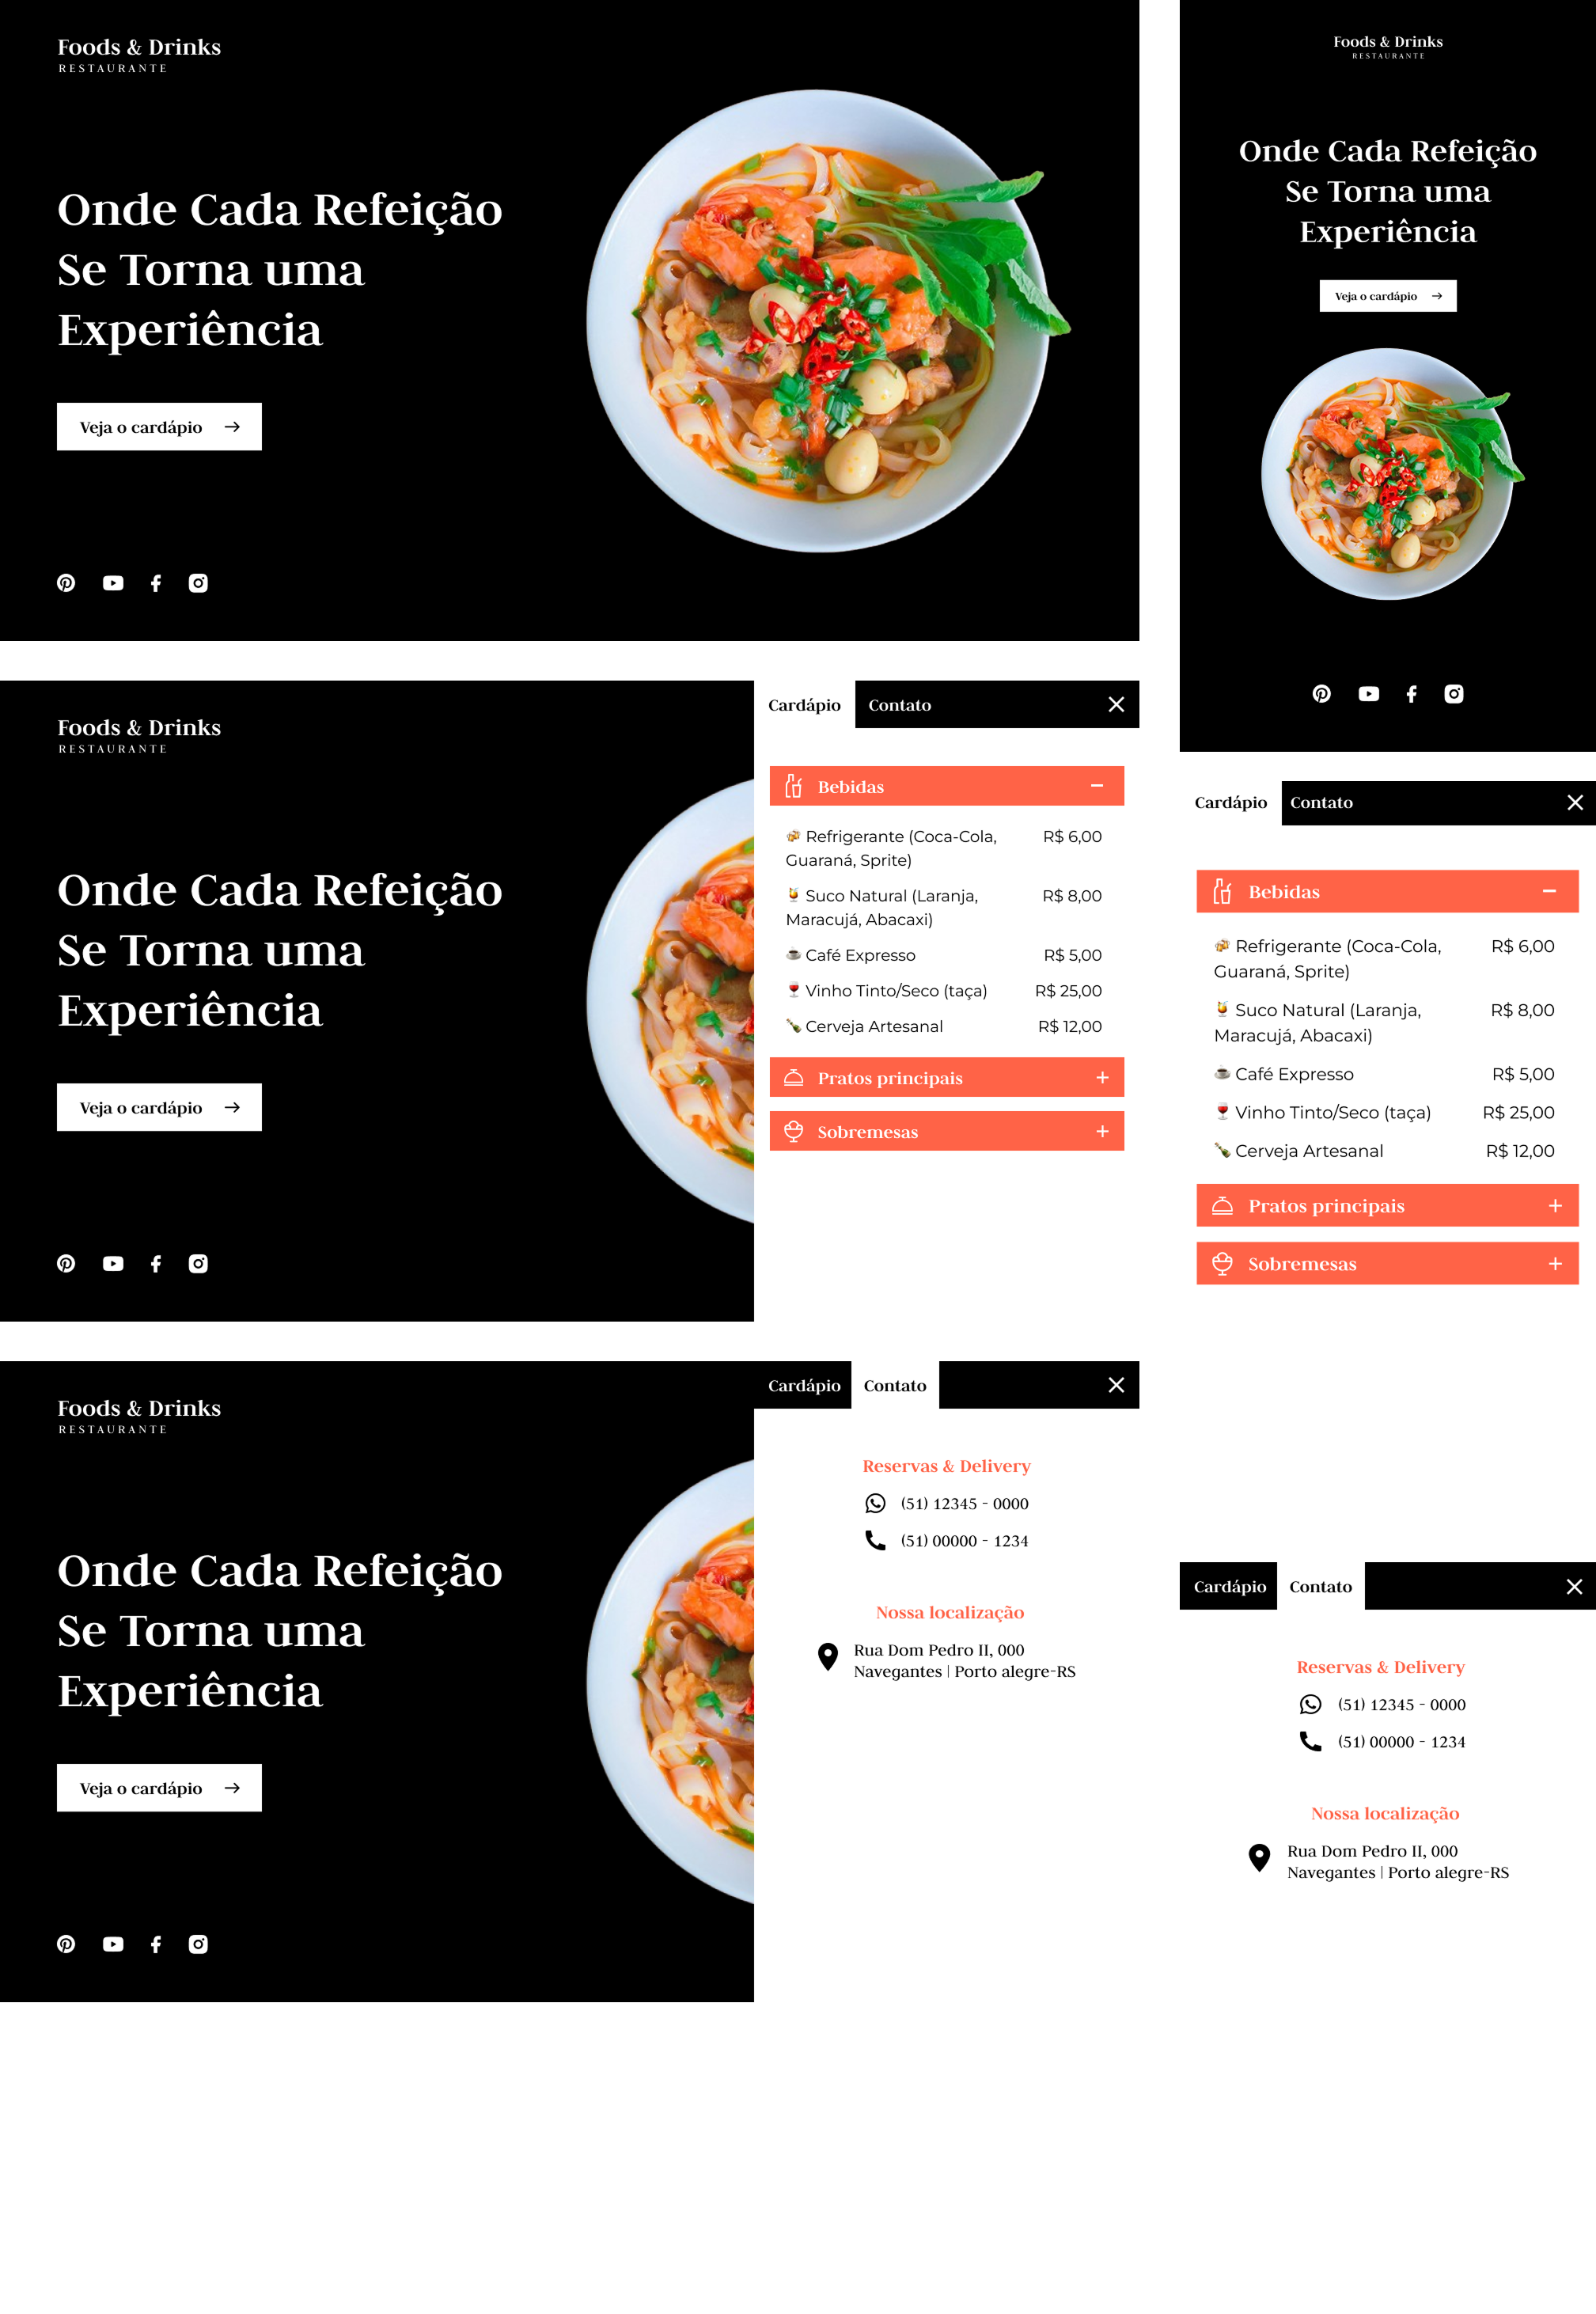 Foods & Drinks
RESTAURANTE
Onde Cada Refeição
Se Torna uma
Experiência
Veja o cardápio
Foods & Drinks
RESTAURANTE
Onde Cada Refeição
Se Torna uma
Experiência
Veja o cardápio
Foods & Drinks
RESTAURANTE
Onde Cada Refeição
Se Torna uma
Experiência
Veja o cardápio
Cardápio Contato
Bebidas
Refrigerante (Coca-Cola, R$ 6,00
Guaraná, Sprite)
Suco Natural (Laranja, R$ 8,00
Maracujá, Abacaxi)
Café Expresso R$ 5,00
Vinho Tinto/Seco (taça) R$ 25,00
Cerveja Artesanal R$ 12,00
Pratos principais
Sobremesas
Cardápio Contato
Bebidas
Refrigerante (Coca-Cola, R$ 6,00
Guaraná, Sprite)
Suco Natural (Laranja, R$ 8,00
Maracujá, Abacaxi)
Café Expresso R$ 5,00
Vinho Tinto/Seco (taça) R$ 25,00
Cerveja Artesanal R$ 12,00
Pratos principais
Sobremesas
Foods & Drinks
RESTAURANTE
Onde Cada Refeição
Se Torna uma
Experiência
Veja o cardápio
Cardápio Contato
Reservas & Delivery
(51) 12345 - 0000
(51) 00000 - 1234
Nossa localização
Rua Dom Pedro II, 000
Navegantes | Porto alegre-RS
Cardápio Contato
Reservas & Delivery
(51) 12345 - 0000
(51) 00000 - 1234
Nossa localização
Rua Dom Pedro II, 000
Navegantes | Porto alegre-RS